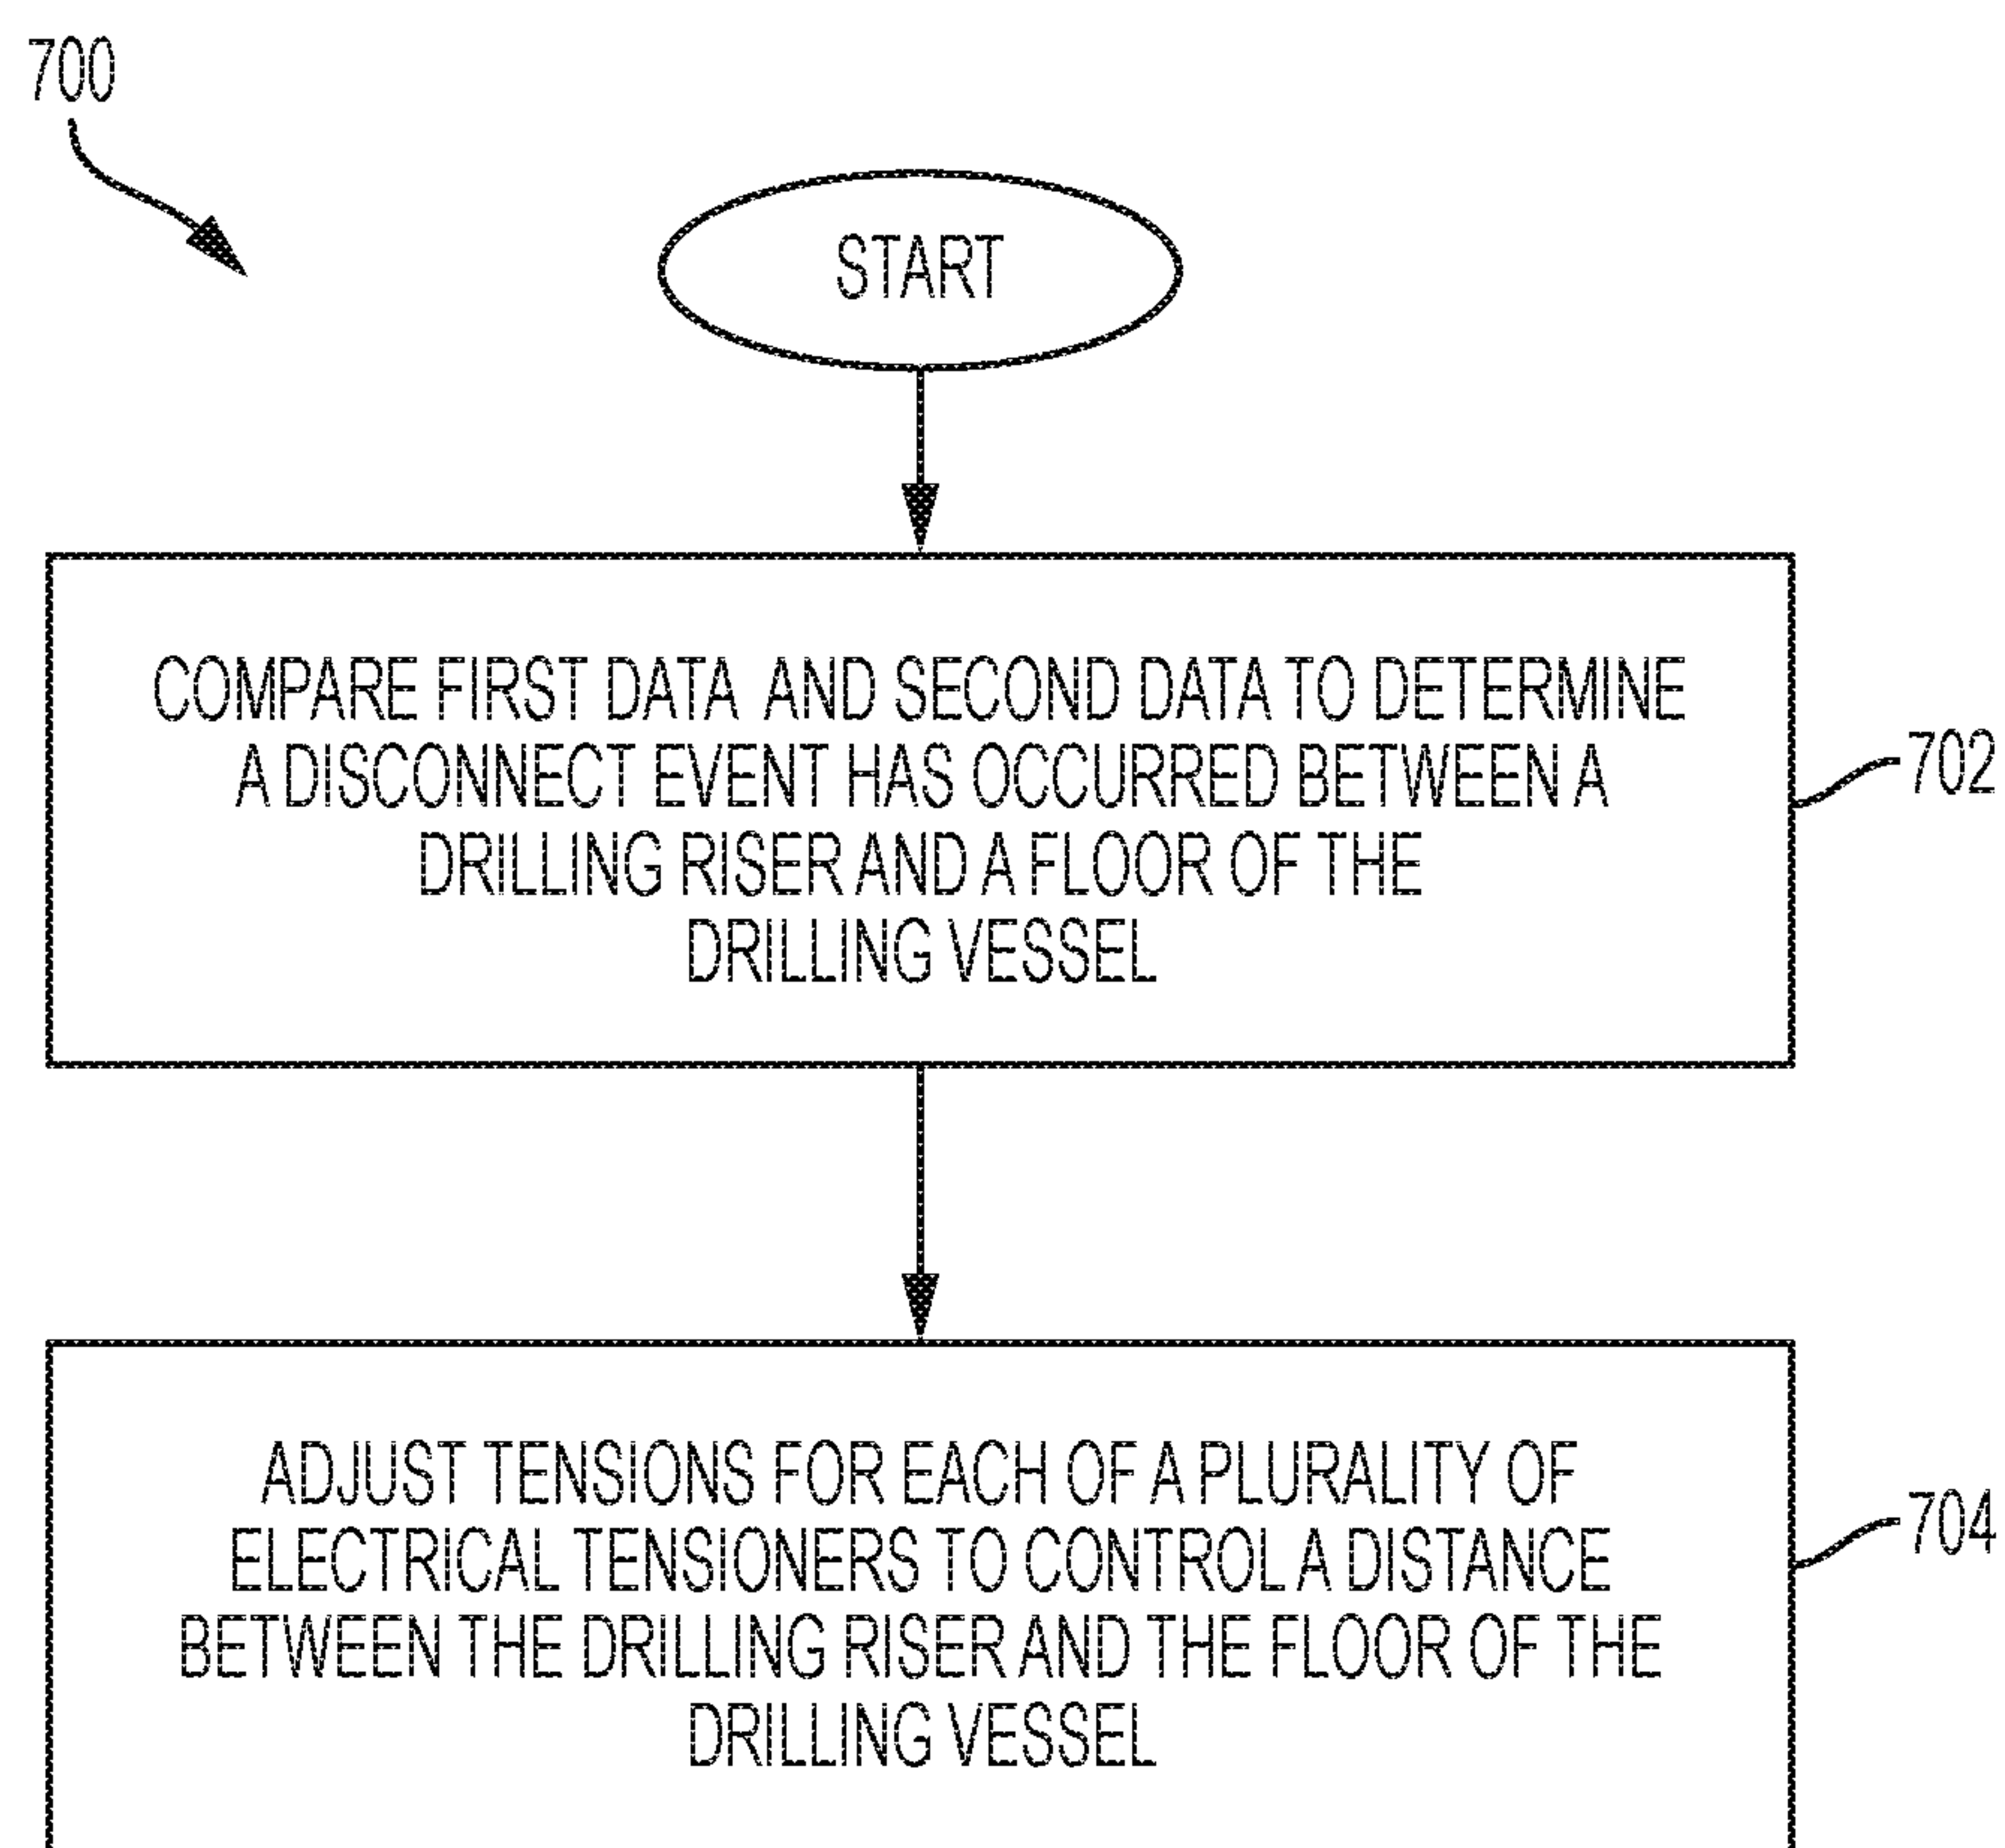 700
START
COMPARE FIRST DATA AND SECOND DATA TO DETERMINE
A DISCONNECT EVENT HAS OCCURRED BETWEEN A
DRILLING RISER AND A FLOOR OF THE
DRILLING VESSEL
702
ADJUST TENSIONS FOR EACH OF A PLURALITY OF
ELECTRICAL TENSIONERS TO CONTROL A DISTANCE
BETWEEN THE DRILLING RISER AND THE FLOOR OF THE
DRILLING VESSEL
704